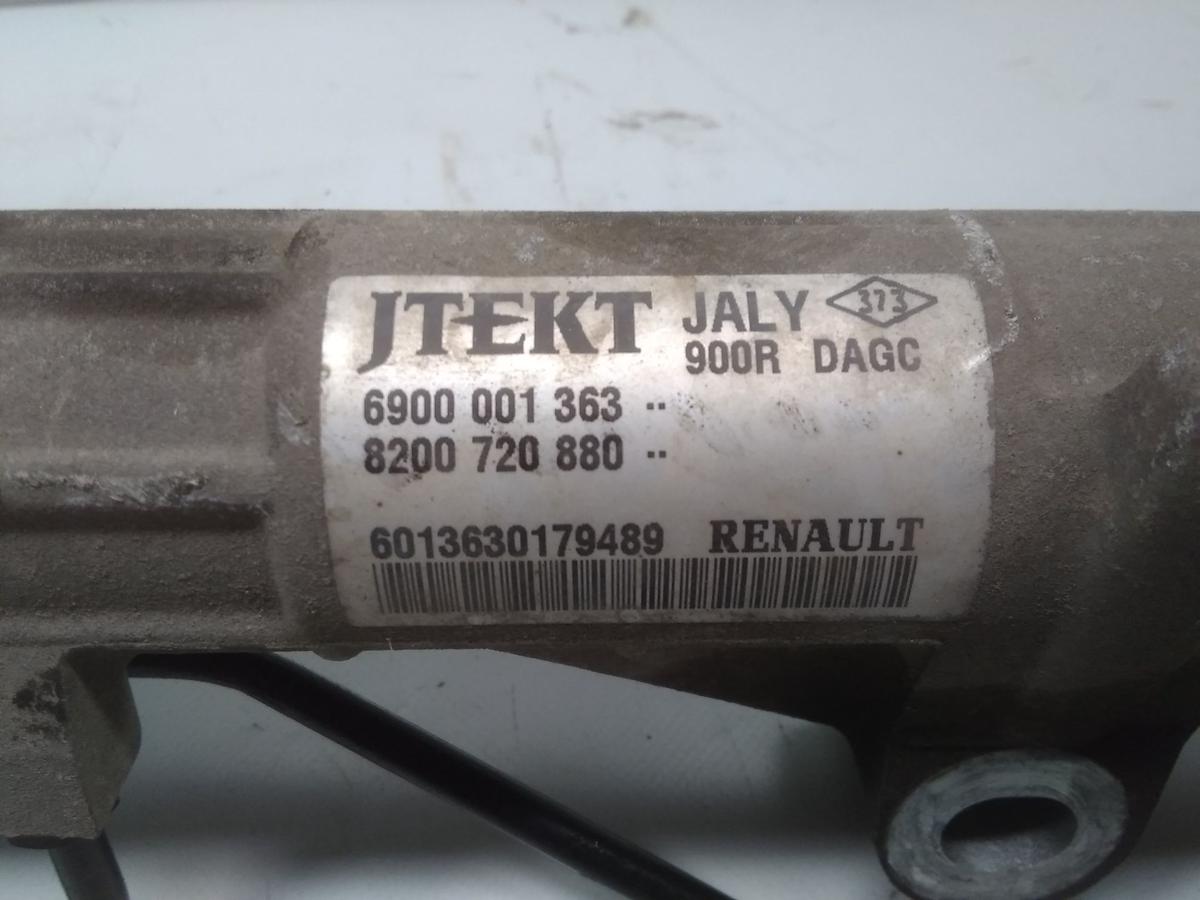 JTEKT JALY 373
900R DAGC
6900 001 363 ..
8200 720 880 ..
6013630179489 RENAULT